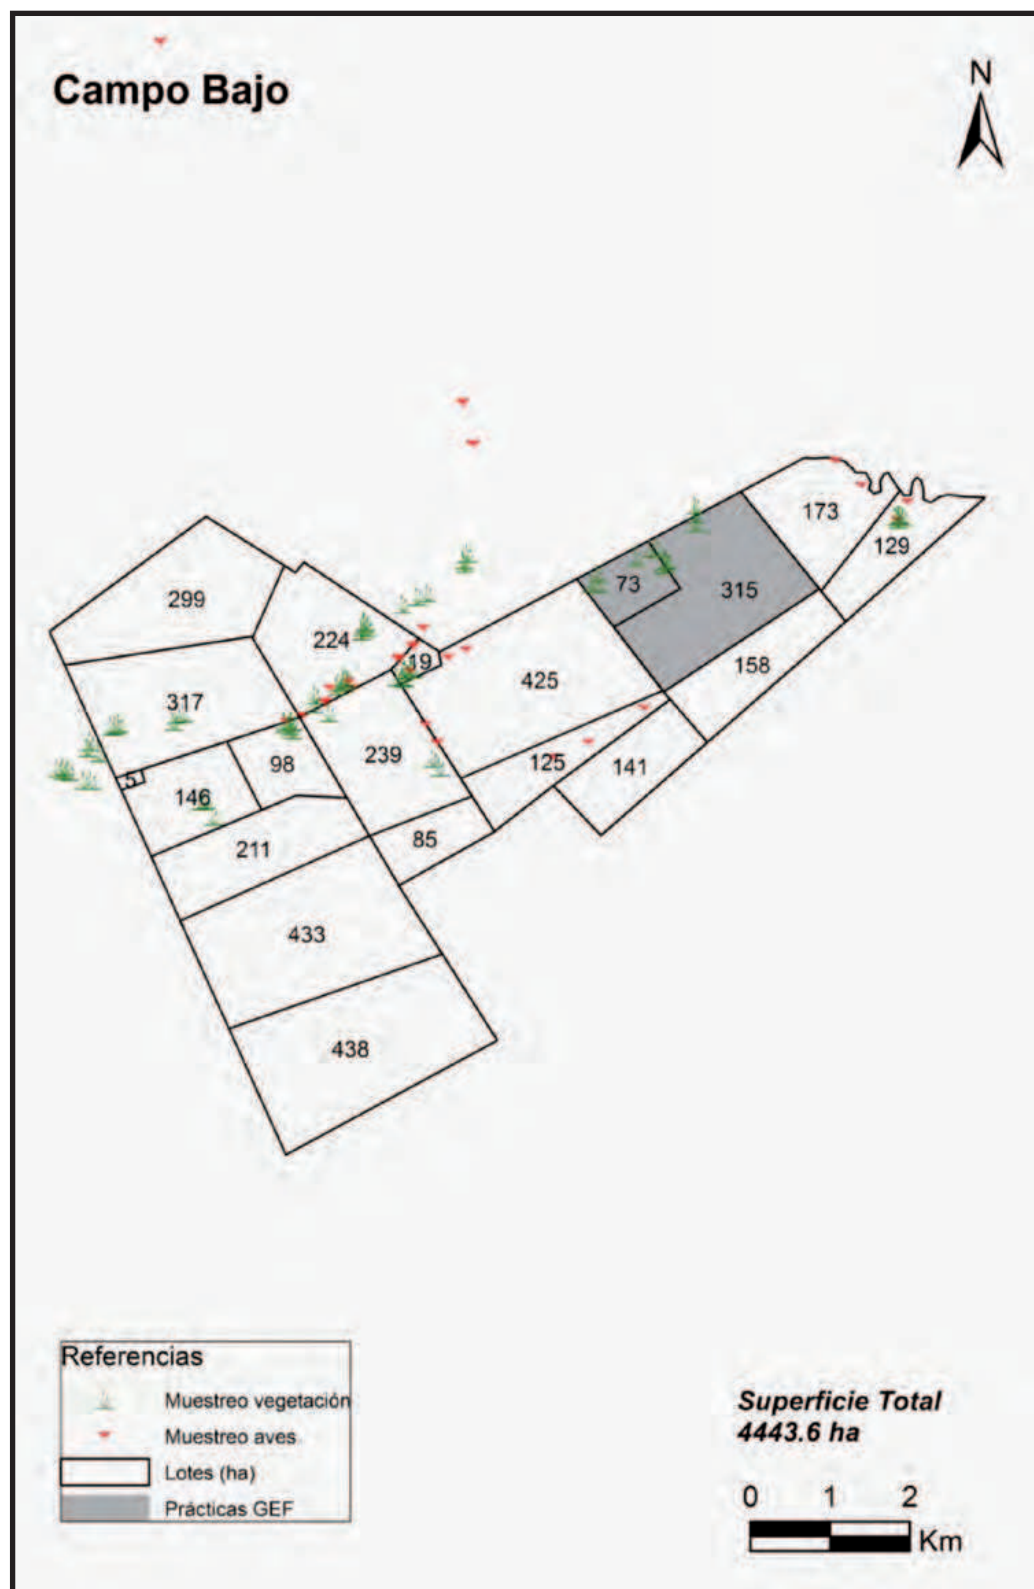 Campo Bajo
N
173
129
299
73
315
224
19
158
425
317
239
98
125
141
5
146
85
211
433
438
Referencias
Muestreo vegetación
Muestreo aves
Lotes (ha)
Prácticas GEF
Superficie Total
4443.6 ha
0 1 2
Km